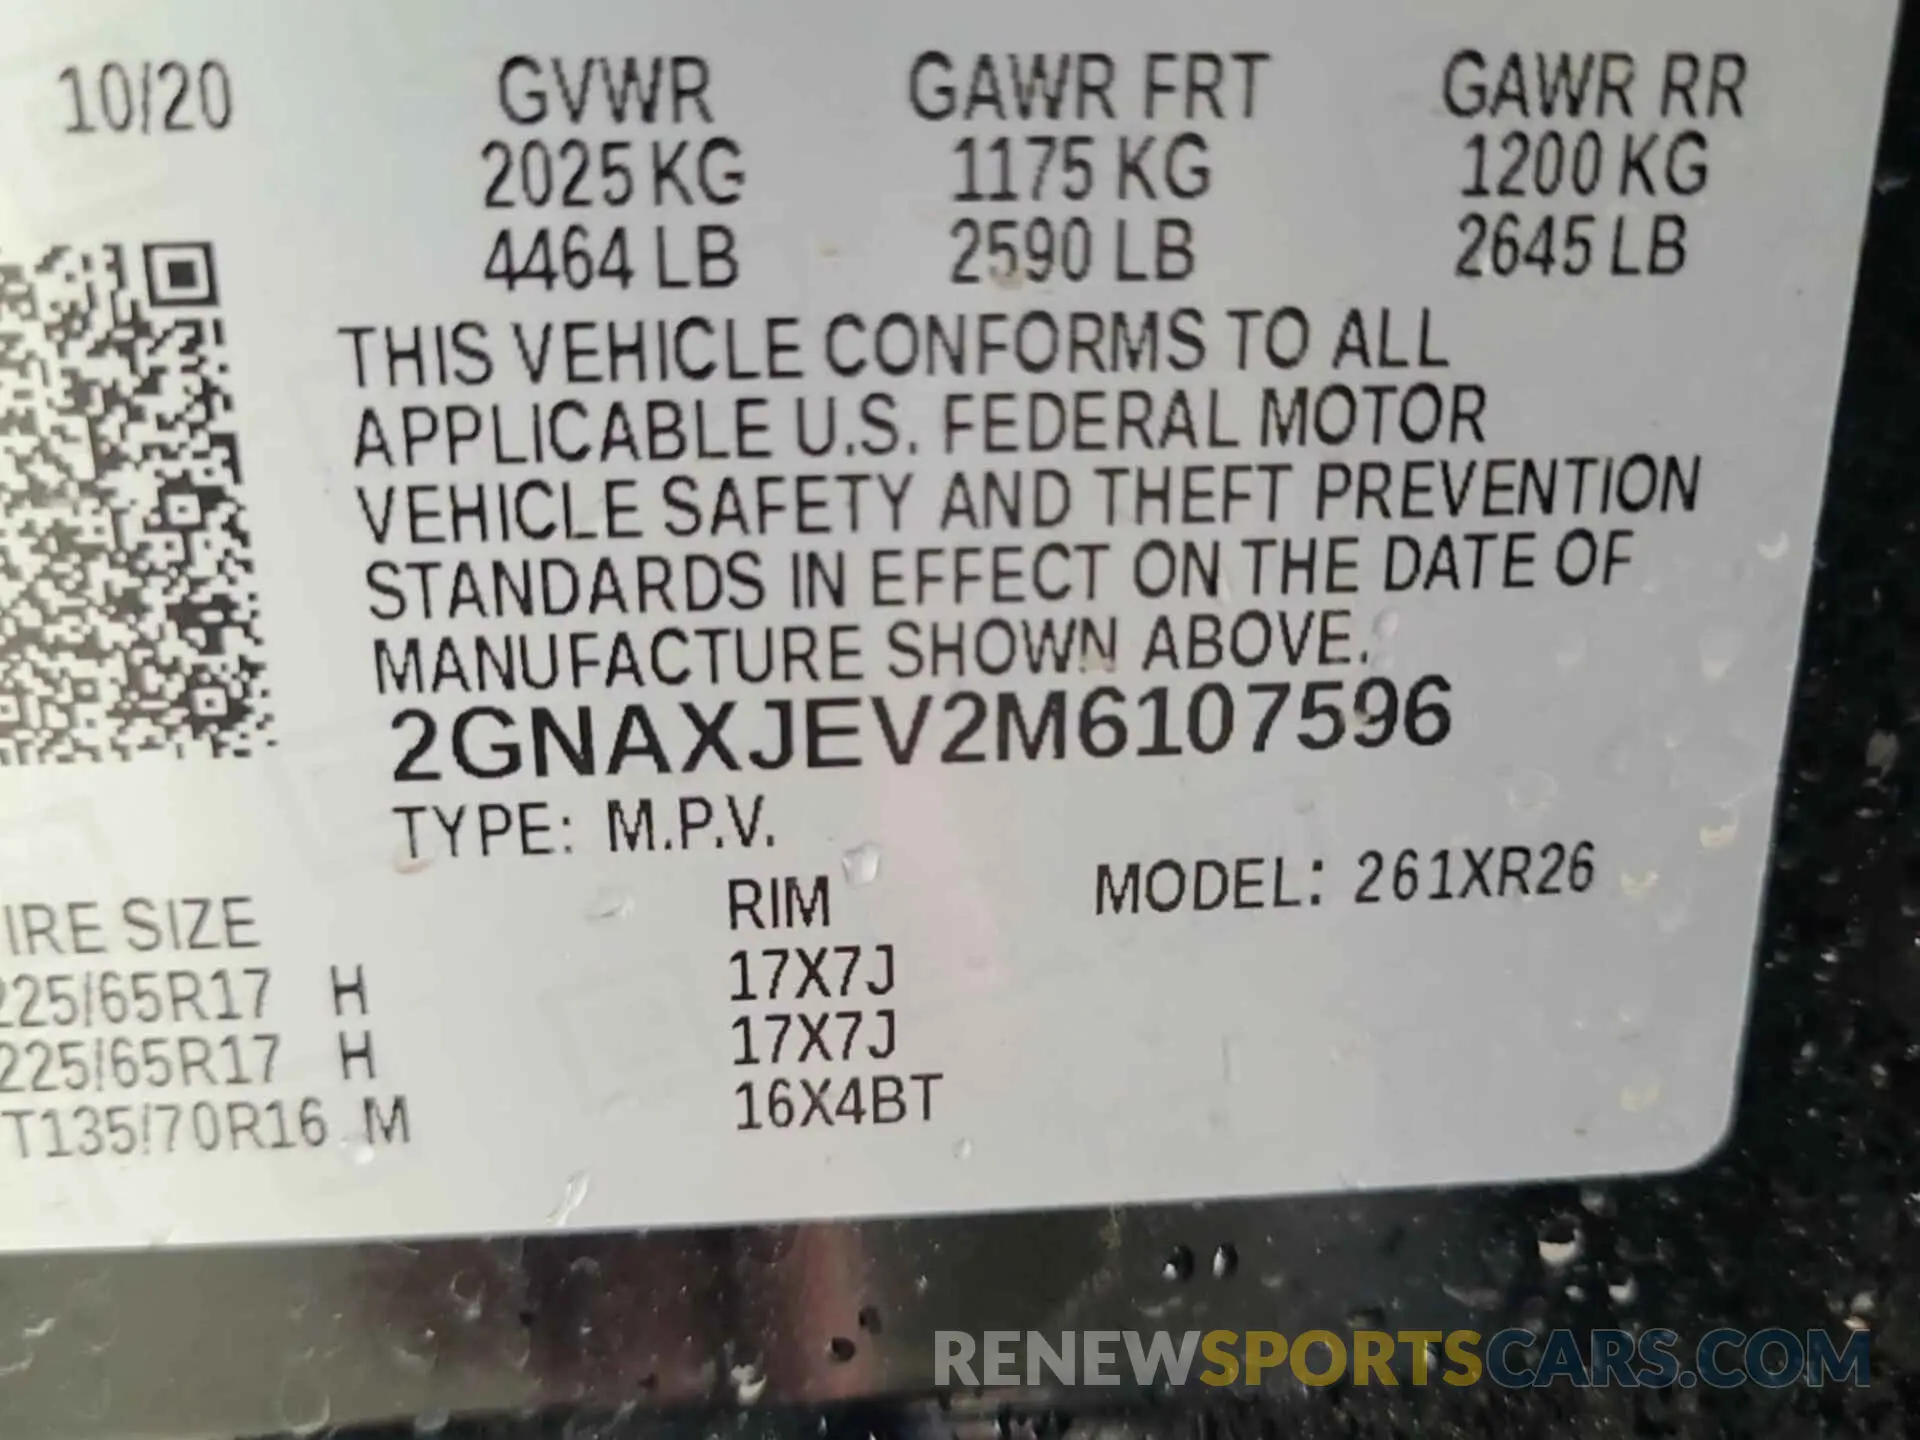 10/20 GVWR GAWR FRT GAWR RR
2025 KG 1175 KG 1200 KG
4464 LB 2590 LB 2645 LB
THIS VEHICLE CONFORMS TO ALL
APPLICABLE U.S. FEDERAL MOTOR
VEHICLE SAFETY AND THEFT PREVENTION
STANDARDS IN EFFECT ON THE DATE OF
MANUFACTURE SHOWN ABOVE.
2GNAXJEV2M6107596
TYPE: M.P.V.
MODEL: 261XR26
IRE SIZE RIM
225/65R17 H 17X7J
225/65R17 H 17X7J
T135/70R16 M 16X4BT
RENEWSPORTSCARS.COM